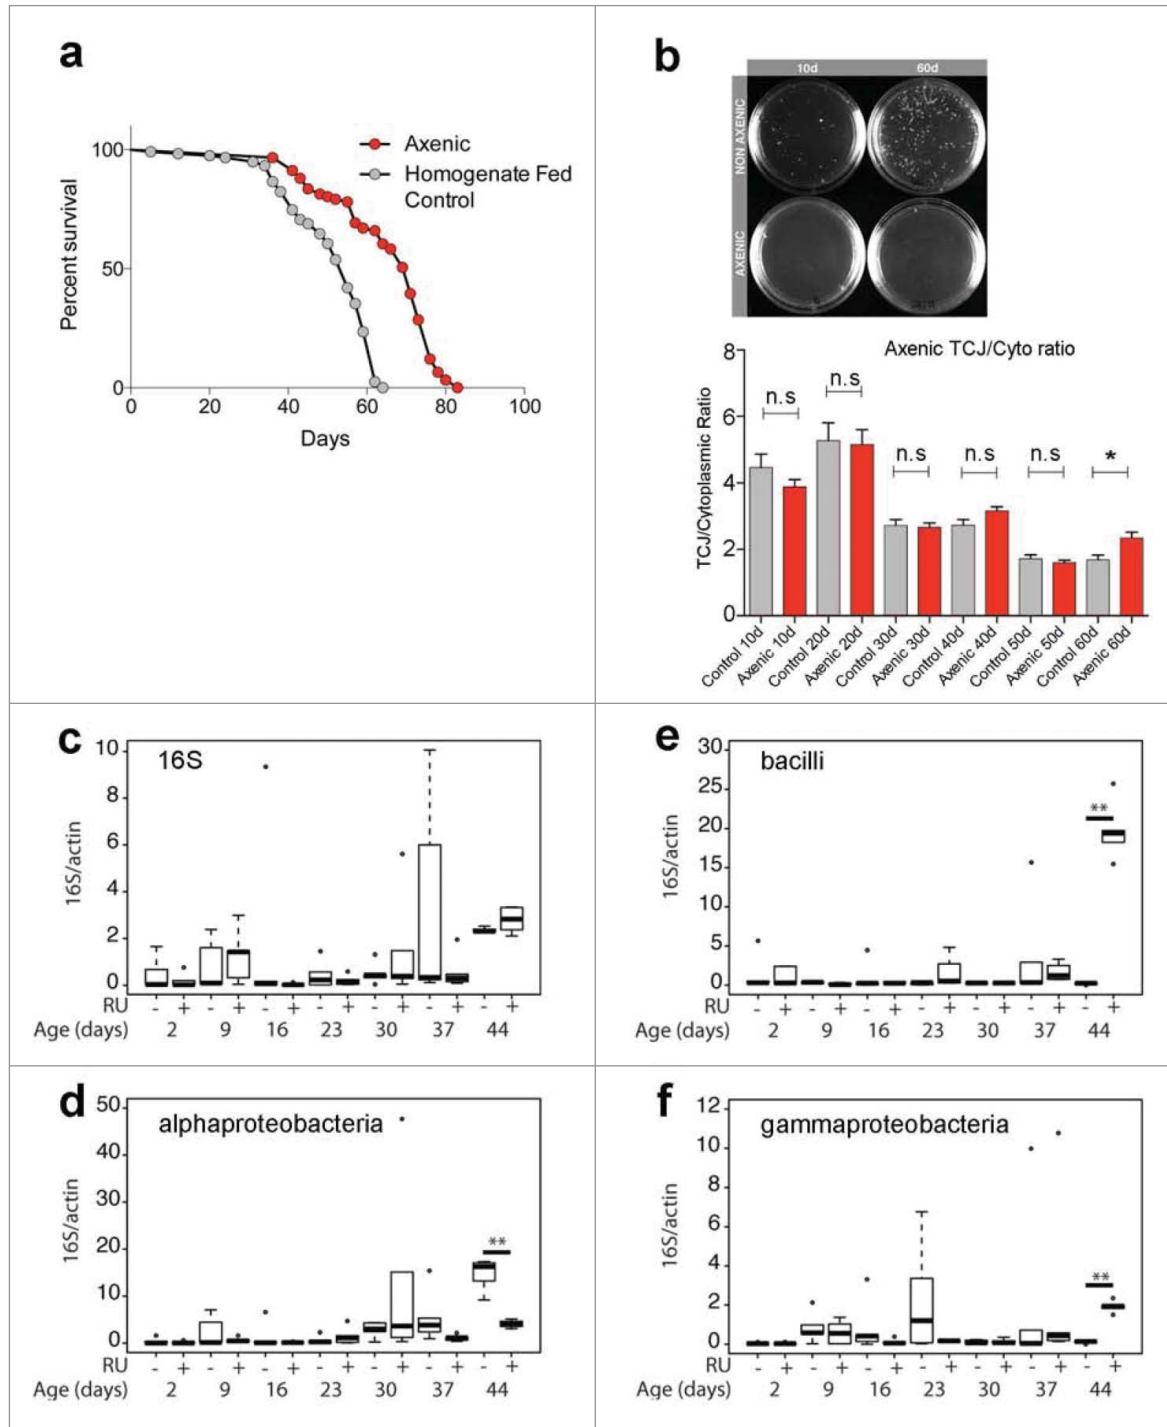 a
100
50
0
Percent survival
0 20 40 60 80 100
Days
Axenic
Homogenate Fed
Control
b
10d 60d
NON AXENIC
AXENIC
Axenic TCJ/Cyto ratio
8
6
4
2
0
TCJ/Cytoplasmic Ratio
n.s n.s n.s n.s n.s *
Control 10d
Axenic 10d
Control 20d
Axenic 20d
Control 30d
Axenic 30d
Control 40d
Axenic 40d
Control 50d
Axenic 50d
Control 60d
Axenic 60d
c
16S
10
8
6
4
2
0
16S/actin
RU - + - + - + - + - + - + - +
Age (days) 2 9 16 23 30 37 44
e
bacilli
30
25
20
15
10
5
0
16S/actin
**
RU - + - + - + - + - + - + - +
Age (days) 2 9 16 23 30 37 44
d
alphaproteobacteria
50
40
30
20
10
0
16S/actin
**
RU - + - + - + - + - + - + - +
Age (days) 2 9 16 23 30 37 44
f
gammaproteobacteria
12
10
8
6
4
2
0
16S/actin
**
RU - + - + - + - + - + - + - +
Age (days) 2 9 16 23 30 37 44